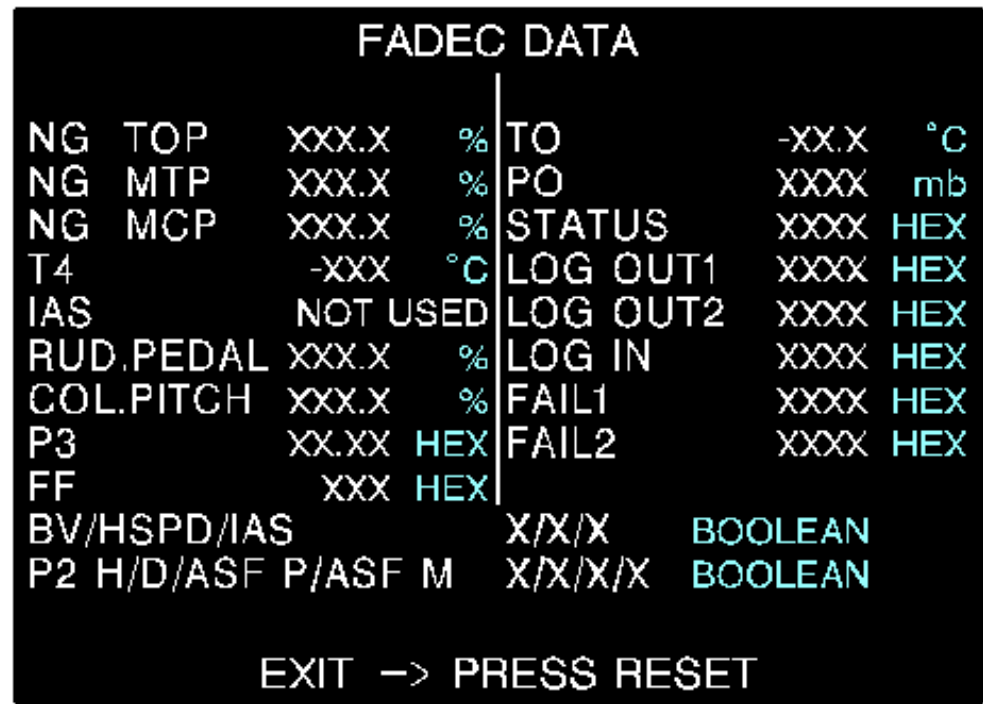 FADEC DATA
NG TOP XXX.X % TO -XX.X °C
NG MTP XXX.X % PO XXXX mb
NG MCP XXX.X % STATUS XXXX HEX
T4 -XXX °C LOG OUT1 XXXX HEX
IAS NOT USED LOG OUT2 XXXX HEX
RUD.PEDAL XXX.X % LOG IN XXXX HEX
COL.PITCH XXX.X % FAIL1 XXXX HEX
P3 XX.XX HEX FAIL2 XXXX HEX
FF XXX HEX
BV/HSPD/IAS X/X/X BOOLEAN
P2 H/D/ASF P/ASF M X/X/X/X BOOLEAN
EXIT –> PRESS RESET